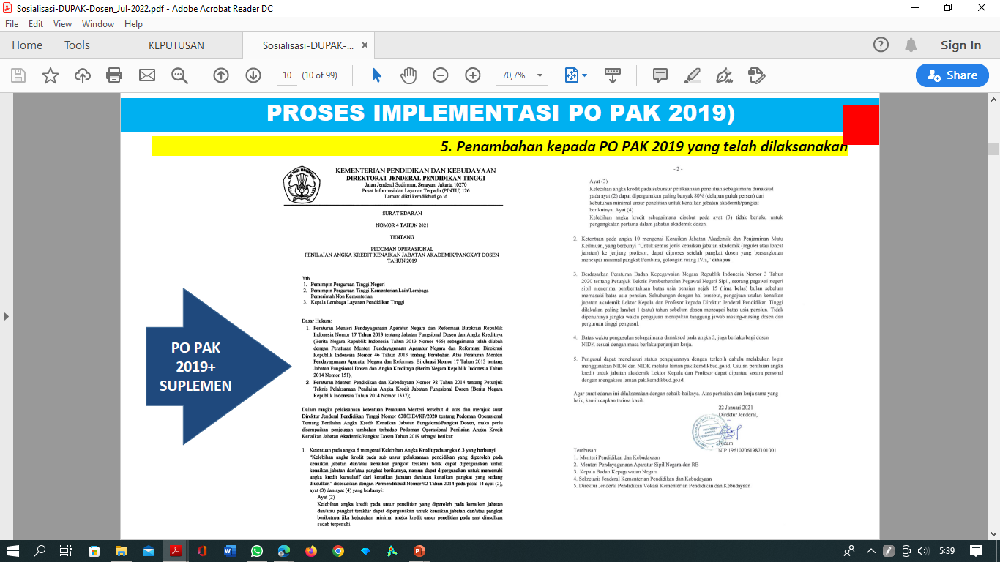 Sosialisasi-DUPAK-Dosen_Jul-2022.pdf - Adobe Acrobat Reader DC
File Edit View Window Help
Home Tools KEPUTUSAN Sosialisasi-DUPAK-... Sign In
10 (10 of 99) 70,7% Share
PROSES IMPLEMENTASI PO PAK 2019)
5. Penambahan kepada PO PAK 2019 yang telah dilaksanakan
PO PAK
2019+
SUPLEMEN
KEMENTERIAN PENDIDIKAN DAN KEBUDAYAAN
DIREKTORAT JENDERAL PENDIDIKAN TINGGI
Jalan Jenderal Sudirman, Senayan, Jakarta 10270
Pusat Informasi dan Layanan Terpadu (PINTU) 126
Laman: dikti.kemdikbud.go.id
SURAT EDARAN
NOMOR 4 TAHUN 2021
TENTANG
PEDOMAN OPERASIONAL
PENILAIAN ANGKA KREDIT KENAIKAN JABATAN AKADEMIK/PANGKAT DOSEN
TAHUN 2019
Yth.
1. Pemimpin Perguruan Tinggi Negeri
2. Pemimpin Perguruan Tinggi Kementerian Lain/Lembaga
Pemerintah Non Kementerian
3. Kepala Lembaga Layanan Pendidikan Tinggi
Dasar Hukum:
1. Peraturan Menteri Pendayagunaan Aparatur Negara dan Reformasi Birokrasi Republik
Indonesia Nomor 17 Tahun 2013 tentang Jabatan Fungsional Dosen dan Angka Kreditnya
(Berita Negara Republik Indonesia Tahun 2013 Nomor 466) sebagaimana telah diubah
dengan Peraturan Menteri Pendayagunaan Aparatur Negara dan Reformasi Birokrasi
Republik Indonesia Nomor 46 Tahun 2013 tentang Perubahan Atas Peraturan Menteri
Pendayagunaan Aparatur Negara dan Reformasi Birokrasi Nomor 17 Tahun 2013 tentang
Jabatan Fungsional Dosen dan Angka Kreditnya (Berita Negara Republik Indonesia Tahun
2014 Nomor 151);
2. Peraturan Menteri Pendidikan dan Kebudayaan Nomor 92 Tahun 2014 tentang Petunjuk
Teknis Pelaksanaan Penilaian Angka Kredit Jabatan Fungsional Dosen (Berita Negara
Republik Indonesia Tahun 2014 Nomor 1337);
Dalam rangka pelaksanaan ketentuan Peraturan Menteri tersebut di atas dan merujuk surat
Direktur Jenderal Pendidikan Tinggi Nomor 638/E.E4/KP/2020 tentang Pedoman Operasional
Tentang Penilaian Angka Kredit Kenaikan Jabatan Fungsional/Pangkat Dosen, maka perlu
disampaikan penjelasan tambahan terhadap Pedoman Operasional Penilaian Angka Kredit
Kenaikan Jabatan Akademik/Pangkat Dosen Tahun 2019 sebagai berikut:
1. Ketentuan pada angka 6 mengenai Kelebihan Angka Kredit pada angka 6.3 yang berbunyi
"Kelebihan angka kredit pada sub unsur pelaksanaan pendidikan yang diperoleh pada
kenaikan jabatan dan/atau kenaikan pangkat terakhir tidak dapat dipergunakan untuk
kenaikan jabatan dan/atau pangkat berikutnya, namun dapat dipergunakan untuk memenuhi
angka kredit kumulatif dari kenaikan jabatan dan/atau kenaikan pangkat yang sedang
diusulkan" disesuaikan dengan Permendikbud Nomor 92 Tahun 2014 pada pasal 14 ayat (2),
ayat (3) dan ayat (4) yang berbunyi:
Ayat (2)
Kelebihan angka kredit pada unsur penelitian yang diperoleh pada kenaikan jabatan
dan/atau pangkat terakhir dapat dipergunakan untuk kenaikan jabatan dan/atau pangkat
berikutnya jika kebutuhan minimal angka kredit unsur penelitian pada saat diusulkan
sudah terpenuhi.
- 2 -
Ayat (3)
Kelebihan angka kredit pada subunsur pelaksanaan penelitian sebagaimana dimaksud
pada ayat (2) dapat dipergunakan paling banyak 80% (delapan puluh persen) dari
kebutuhan minimal unsur penelitian untuk kenaikan jabatan akademik/pangkat
berikutnya. Ayat (4)
Kelebihan angka kredit sebagaimana disebut pada ayat (3) tidak berlaku untuk
pengangkatan pertama dalam jabatan akademik dosen.
2. Ketentuan pada angka 10 mengenai Kenaikan Jabatan Akademik dan Penjaminan Mutu
Keilmuan, yang berbunyi "Untuk semua jenis kenaikan jabatan akademik (reguler atau loncat
jabatan) ke jenjang profesor, dapat diproses setelah pangkat dosen yang bersangkutan
mencapai minimal pangkat Pembina, golongan ruang IV/a," dihapus.
3. Berdasarkan Peraturan Badan Kepegawaian Negara Republik Indonesia Nomor 3 Tahun
2020 tentang Petunjuk Teknis Pemberhentian Pegawai Negeri Sipil, seorang pegawai negeri
sipil menerima pemberitahuan batas usia pensiun sejak 15 (lima belas) bulan sebelum
memasuki batas usia pensiun. Sehubungan dengan hal tersebut, pengajuan usulan kenaikan
jabatan akademik Lektor Kepala dan Profesor kepada Direktur Jenderal Pendidikan Tinggi
dilakukan paling lambat 1 (satu) tahun sebelum dosen mencapai batas usia pensiun. Tidak
dipenuhinya jangka waktu pengajuan merupakan tanggung jawab masing-masing dosen dan
perguruan tinggi pengusul.
4. Batas waktu pengusulan sebagaimana dimaksud pada angka 3, juga berlaku bagi dosen
NIDK sesuai dengan masa berlaku perjanjian kerja.
5. Pengusul dapat menelusuri status pengajuannya dengan terlebih dahulu melakukan login
menggunakan NIDN dan NIDK melalui laman pak.kemdikbud.go.id. Usulan penilaian angka
kredit untuk jabatan akademik Lektor Kepala dan Profesor dapat dipantau secara personal
dengan mengakses laman pak.kemdikbud.go.id.
Agar surat edaran ini dilaksanakan dengan sebaik-baiknya. Atas perhatian dan kerja sama yang
baik, kami ucapkan terima kasih.
22 Januari 2021
Direktur Jenderal,
Nizam
NIP 196107061987101001
Tembusan:
1. Menteri Pendidikan dan Kebudayaan
2. Menteri Pendayagunaan Aparatur Sipil Negara dan RB
3. Kepala Badan Kepegawaian Negara
4. Sekretaris Jenderal Kementerian Pendidikan dan Kebudayaan
5. Direktur Jenderal Pendidikan Vokasi Kementerian Pendidikan dan Kebudayaan
5:39